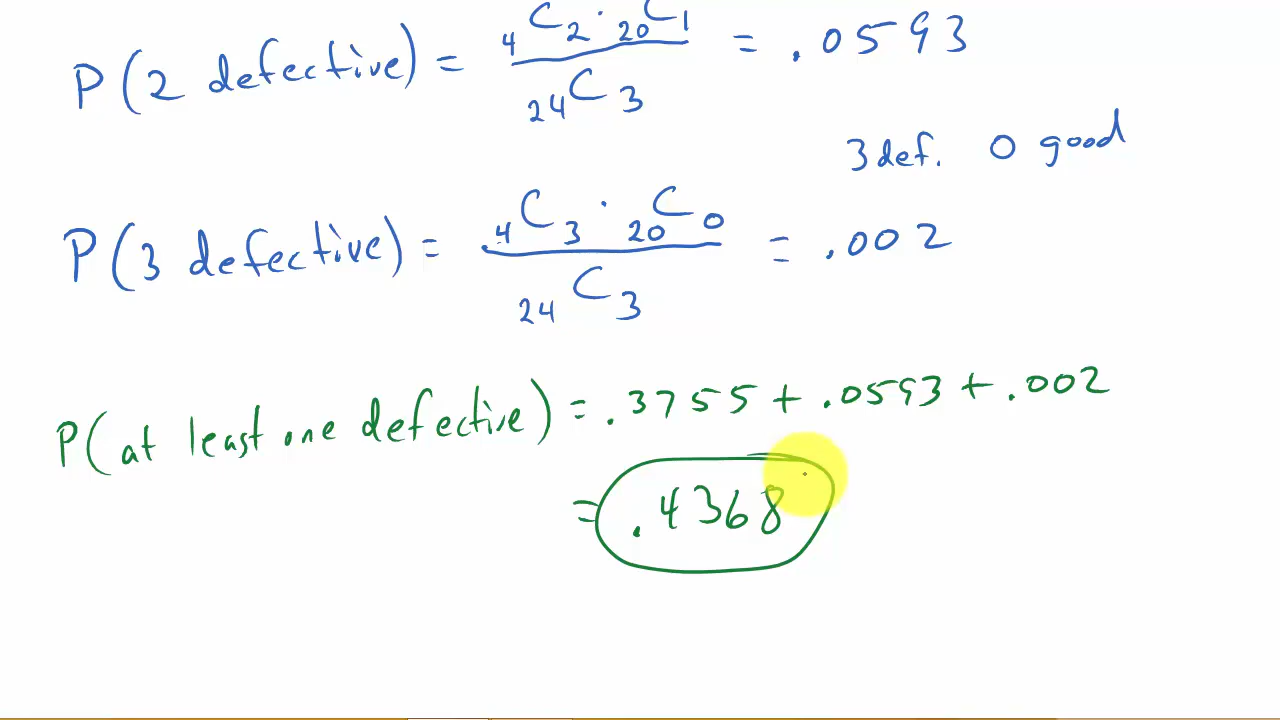 P(2 defective) = ₄C₂ · ₂₀C₁ / ₂₄C₃ = .0593
3 def. 0 good
P(3 defective) = ₄C₃ · ₂₀C₀ / ₂₄C₃ = .002
P(at least one defective) = .3755 + .0593 + .002
= .4368